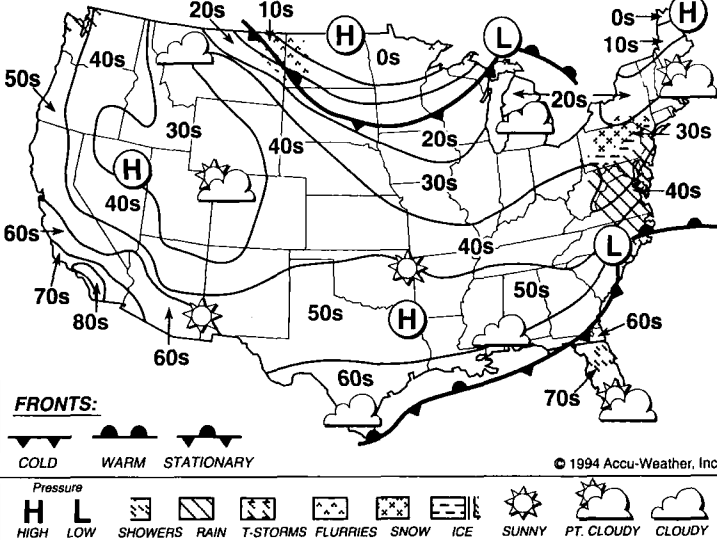 20s 10s H L 0s H
0s
10s
40s
50s
20s
30s
40s
20s
30s
30s
H
40s
40s
60s
40s
L
70s
80s
60s
50s
H
50s
60s
60s
70s
FRONTS:
COLD WARM STATIONARY
© 1994 Accu-Weather, Inc
Pressure
H L
HIGH LOW SHOWERS RAIN T-STORMS FLURRIES SNOW ICE SUNNY PT. CLOUDY CLOUDY